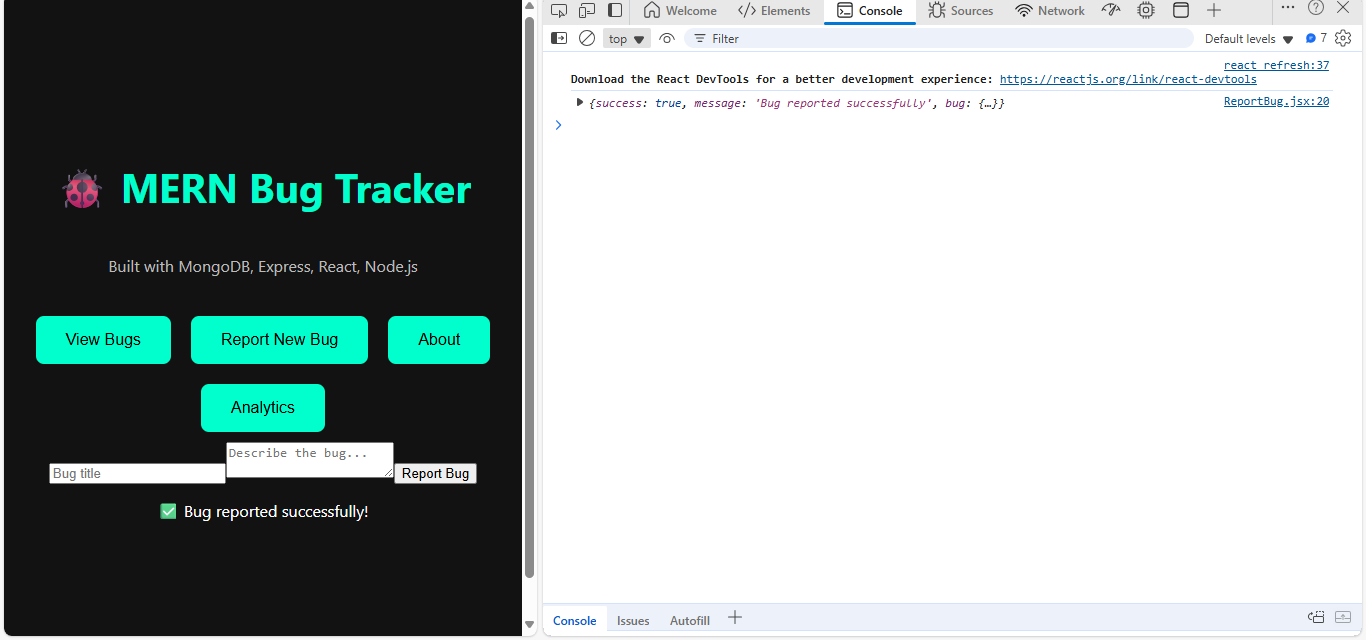 MERN Bug Tracker
Built with MongoDB, Express, React, Node.js
View Bugs
Report New Bug
About
Analytics
Bug title
Describe the bug...
Report Bug
Bug reported successfully!
Welcome
Elements
Console
Sources
Network
top
Filter
Default levels
7
react refresh:37
Download the React DevTools for a better development experience: https://reactjs.org/link/react-devtools
{success: true, message: 'Bug reported successfully', bug: {…}}
ReportBug.jsx:20
Console
Issues
Autofill